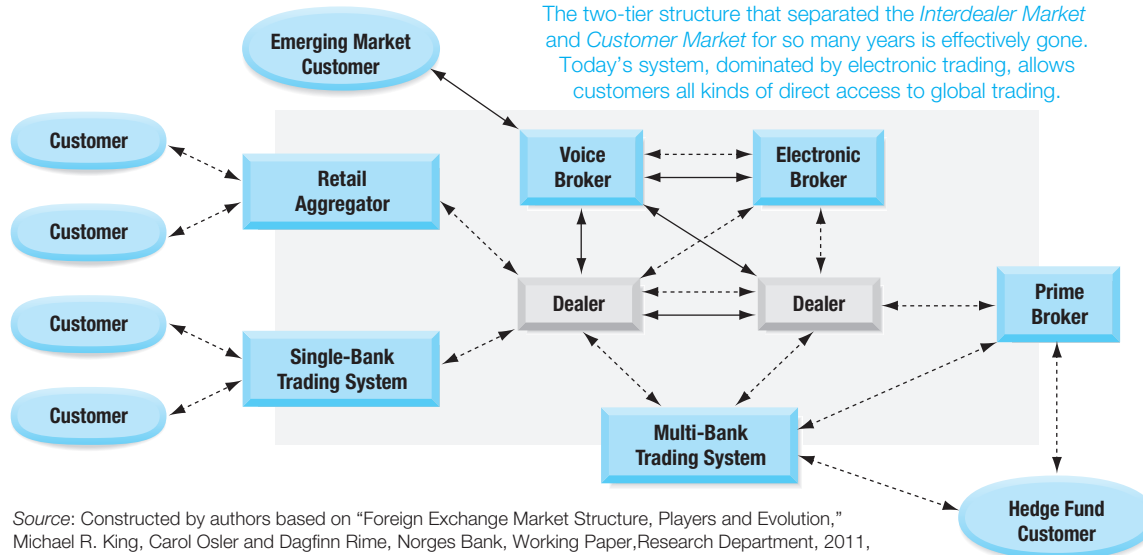 The two-tier structure that separated the Interdealer Market
and Customer Market for so many years is effectively gone.
Today's system, dominated by electronic trading, allows
customers all kinds of direct access to global trading.
Emerging Market
Customer
Customer
Customer
Customer
Customer
Retail
Aggregator
Single-Bank
Trading System
Voice
Broker
Electronic
Broker
Dealer
Dealer
Prime
Broker
Multi-Bank
Trading System
Hedge Fund
Customer
Source: Constructed by authors based on “Foreign Exchange Market Structure, Players and Evolution,”
Michael R. King, Carol Osler and Dagfinn Rime, Norges Bank, Working Paper,Research Department, 2011,